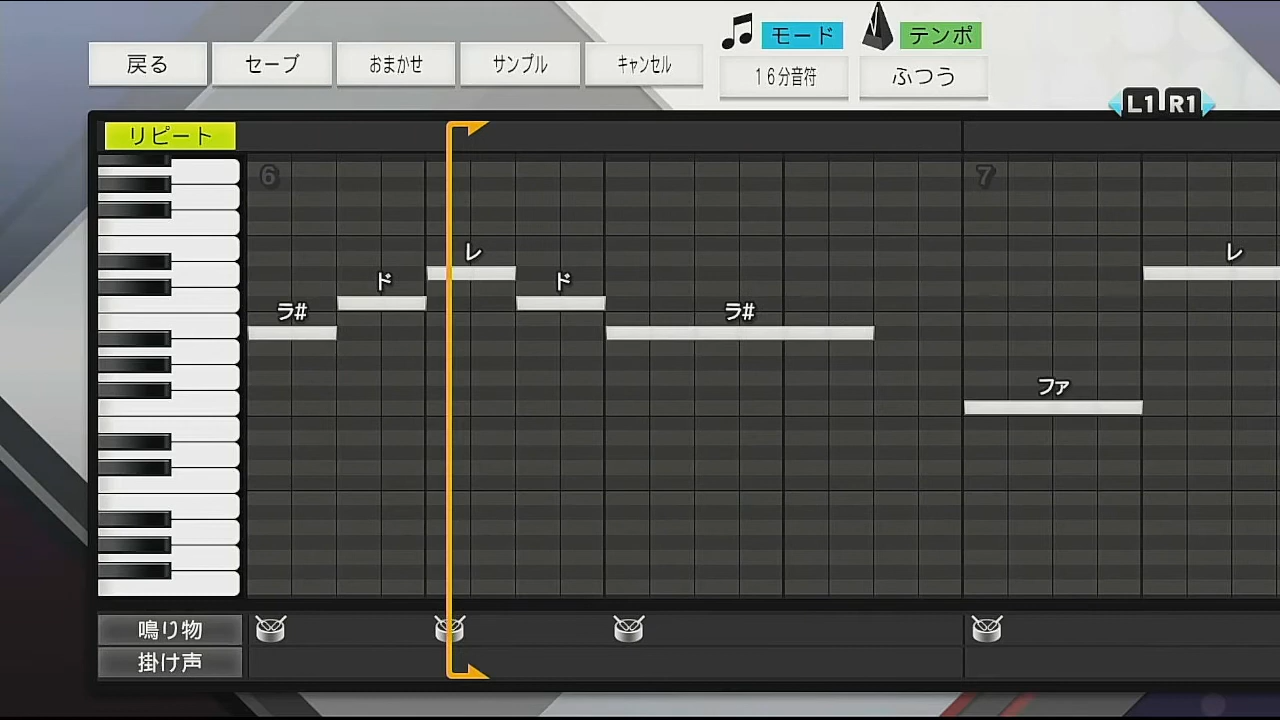 モード
テンポ
戻る
セーブ
おまかせ
サンプル
キャンセル
16分音符
ふつう
L1 R1
リピート
6
7
レ
レ
ド
ド
ラ#
ラ#
ファ
鳴り物
掛け声